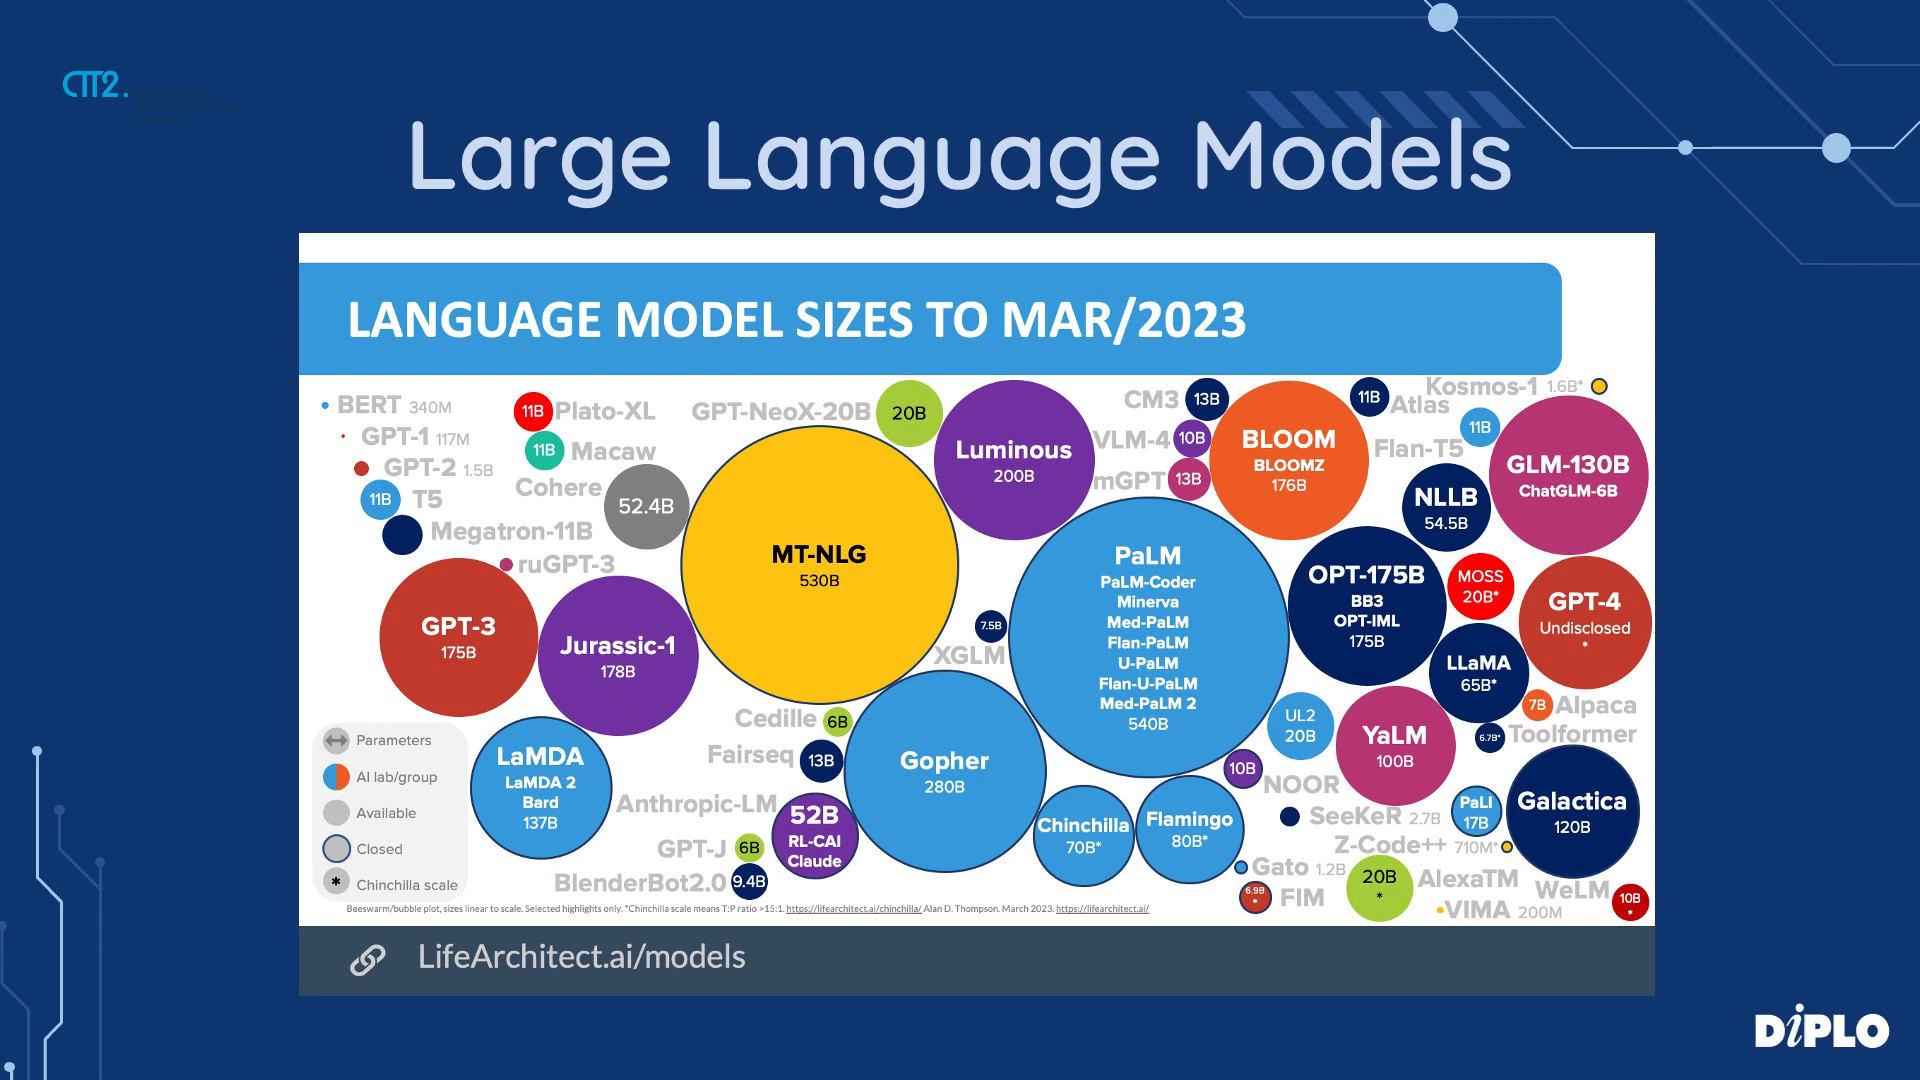 CTT2.
Large Language Models
LANGUAGE MODEL SIZES TO MAR/2023
BERT 340M
GPT-1 117M
GPT-2 1.5B
11B T5
Megatron-11B
ruGPT-3
11B Plato-XL
11B Macaw
Cohere
52.4B
GPT-NeoX-20B 20B
Luminous
200B
CM3 13B
VLM-4 10B
mGPT 13B
BLOOM
BLOOMZ
176B
11B Atlas
Kosmos-1 1.6B*
Flan-T5 11B
GLM-130B
ChatGLM-6B
NLLB
54.5B
MT-NLG
530B
PaLM
PaLM-Coder
Minerva
Med-PaLM
Flan-PaLM
U-PaLM
Flan-U-PaLM
Med-PaLM 2
540B
OPT-175B
BB3
OPT-IML
175B
MOSS
20B*
GPT-4
Undisclosed
*
GPT-3
175B
Jurassic-1
178B
7.5B
XGLM
LLaMA
65B*
7B Alpaca
6.7B* Toolformer
UL2
20B
YaLM
100B
Cedille 6B
Fairseq 13B
Gopher
280B
LaMDA
LaMDA 2
Bard
137B
Anthropic-LM
52B
RL-CAI
Claude
GPT-J 6B
BlenderBot2.0 9.4B
Chinchilla
70B*
Flamingo
80B*
10B
NOOR
SeeKeR 2.7B
PaLI
17B
Galactica
120B
Z-Code++ 710M*
Gato 1.2B
6.9B
*
FIM
20B
*
AlexaTM
WeLM
10B
*
VIMA 200M
Parameters
AI lab/group
Available
Closed
* Chinchilla scale
Beeswarm/bubble plot, sizes linear to scale. Selected highlights only. *Chinchilla scale means T:P ratio >15:1. https://lifearchitect.ai/chinchilla/ Alan D. Thompson. March 2023. https://lifearchitect.ai/
LifeArchitect.ai/models
DiPLO